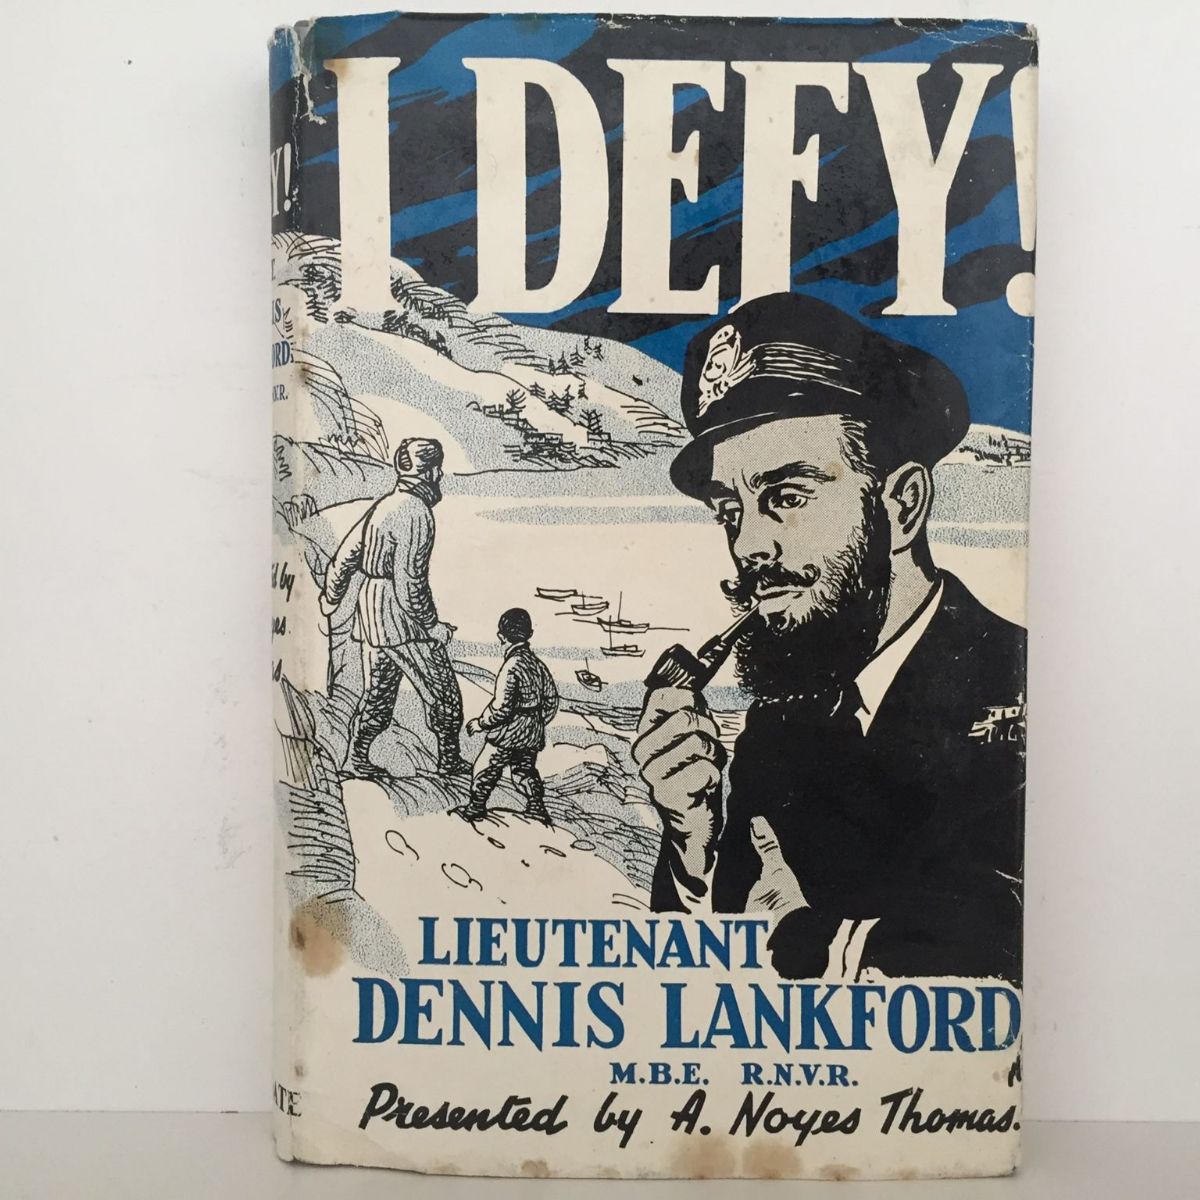 I DEFY!
LIEUTENANT
DENNIS LANKFORD
M.B.E. R.N.V.R.
Presented by A. Noyes Thomas.